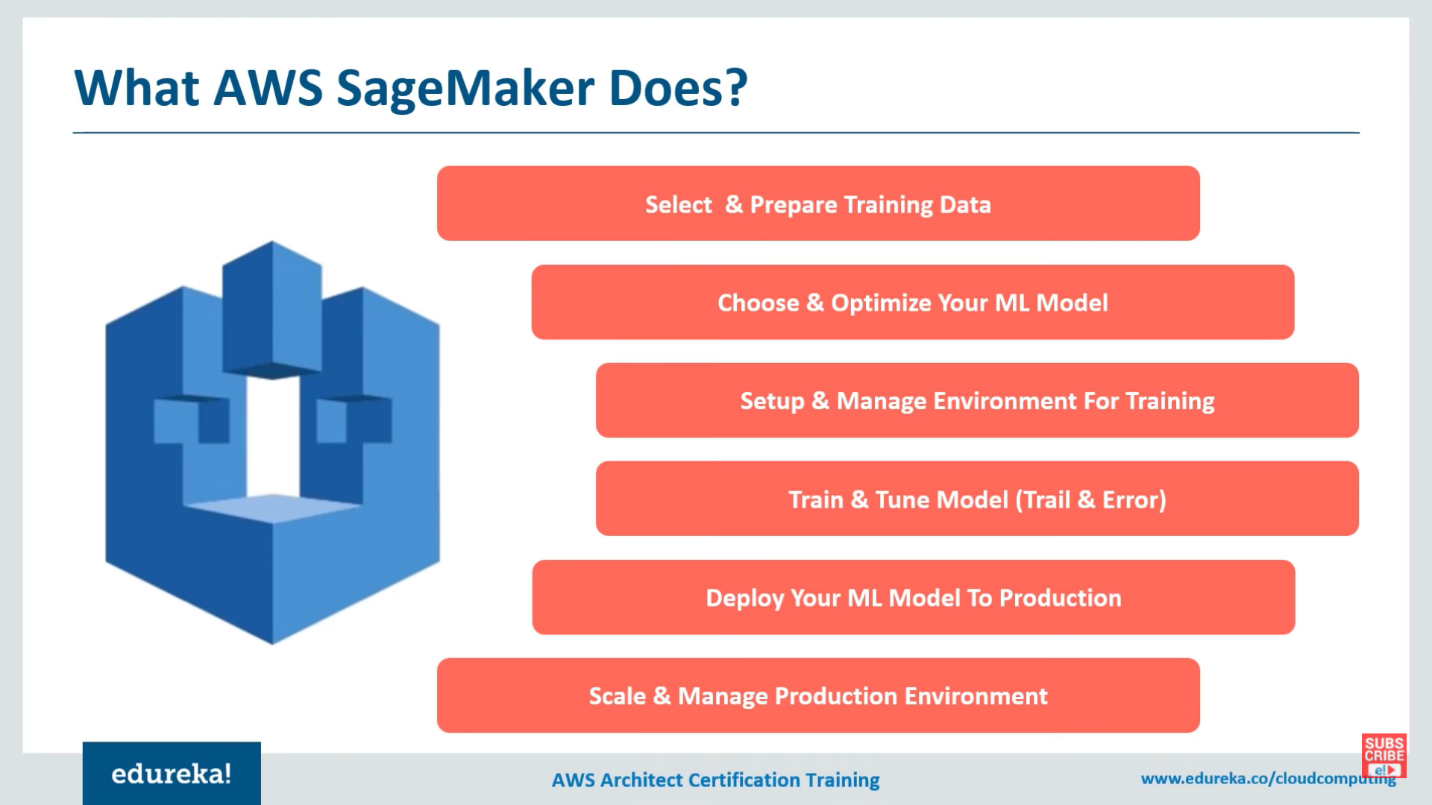 What AWS SageMaker Does?
Select & Prepare Training Data
Choose & Optimize Your ML Model
Setup & Manage Environment For Training
Train & Tune Model (Trail & Error)
Deploy Your ML Model To Production
Scale & Manage Production Environment
edureka!
AWS Architect Certification Training
www.edureka.co/cloudcomputing
SUBS
CRIBE
e!